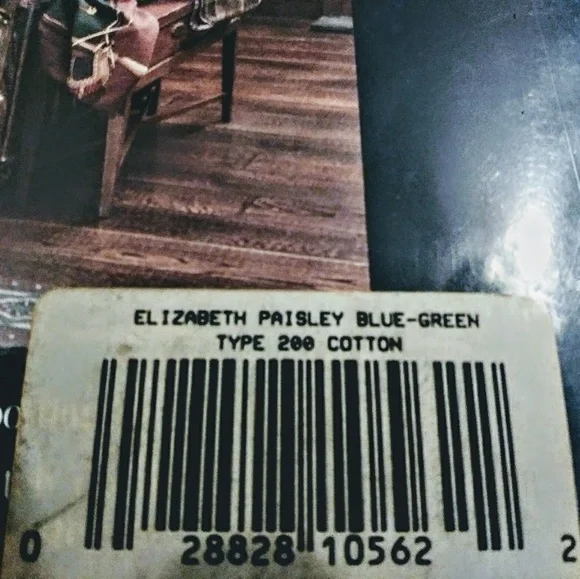 ELIZABETH PAISLEY BLUE-GREEN
TYPE 200 COTTON
0 28828 10562 2